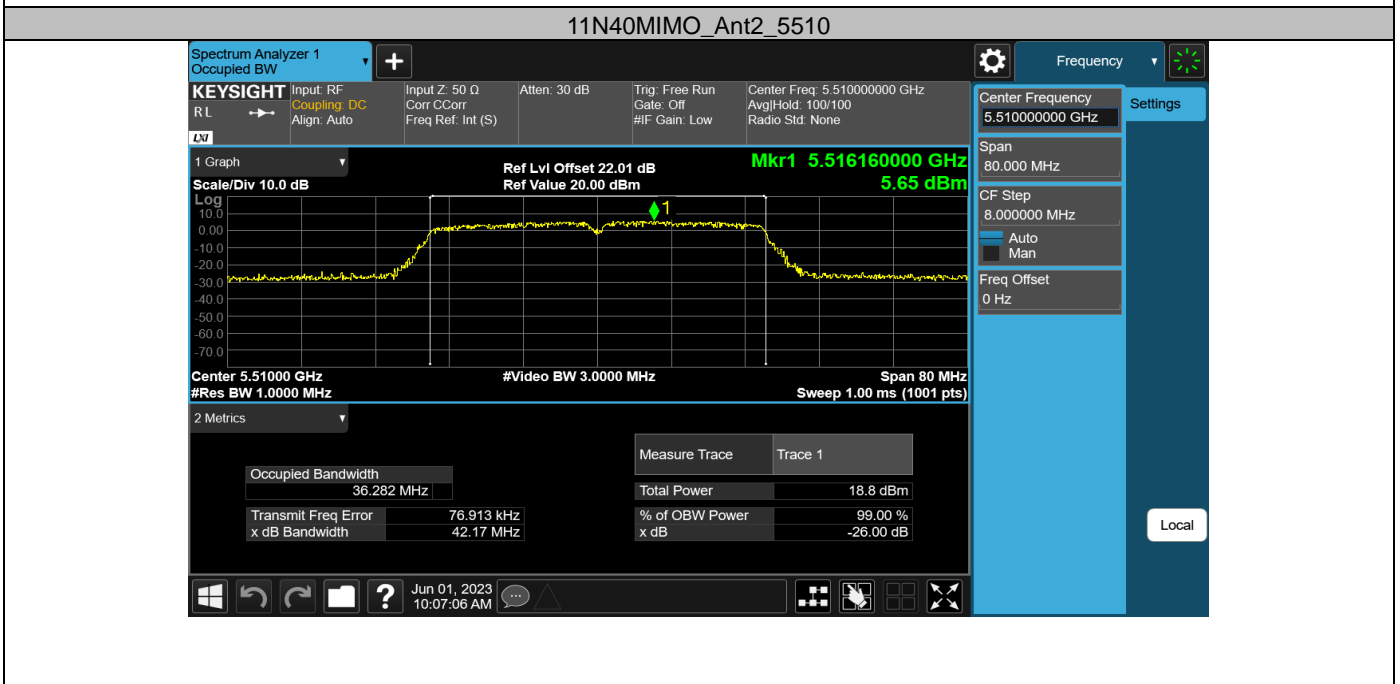 11N40MIMO_Ant2_5510
Spectrum Analyzer 1
Occupied BW
Frequency
KEYSIGHT
RL
LXI
Input: RF
Coupling: DC
Align: Auto
Input Z: 50 Ω
Corr CCorr
Freq Ref: Int (S)
Atten: 30 dB
Trig: Free Run
Gate: Off
#IF Gain: Low
Center Freq: 5.510000000 GHz
Avg|Hold: 100/100
Radio Std: None
Center Frequency
5.510000000 GHz
Settings
Span
80.000 MHz
CF Step
8.000000 MHz
Auto
Man
Freq Offset
0 Hz
Local
1 Graph
Scale/Div 10.0 dB
Ref Lvl Offset 22.01 dB
Ref Value 20.00 dBm
Mkr1 5.516160000 GHz
5.65 dBm
Log
10.0
0.00
-10.0
-20.0
-30.0
-40.0
-50.0
-60.0
-70.0
1
Center 5.51000 GHz
#Res BW 1.0000 MHz
#Video BW 3.0000 MHz
Span 80 MHz
Sweep 1.00 ms (1001 pts)
2 Metrics
Measure Trace Trace 1
Occupied Bandwidth
36.282 MHz
Total Power 18.8 dBm
Transmit Freq Error 76.913 kHz
% of OBW Power 99.00 %
x dB Bandwidth 42.17 MHz
x dB -26.00 dB
?
Jun 01, 2023
10:07:06 AM